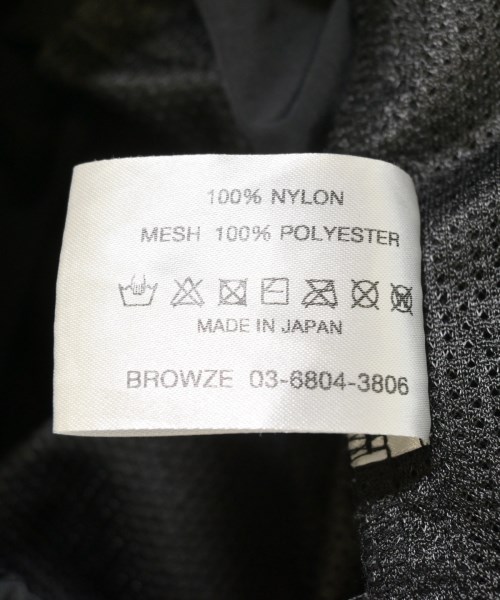 100% NYLON
MESH 100% POLYESTER
MADE IN JAPAN
BROWZE 03-6804-3806